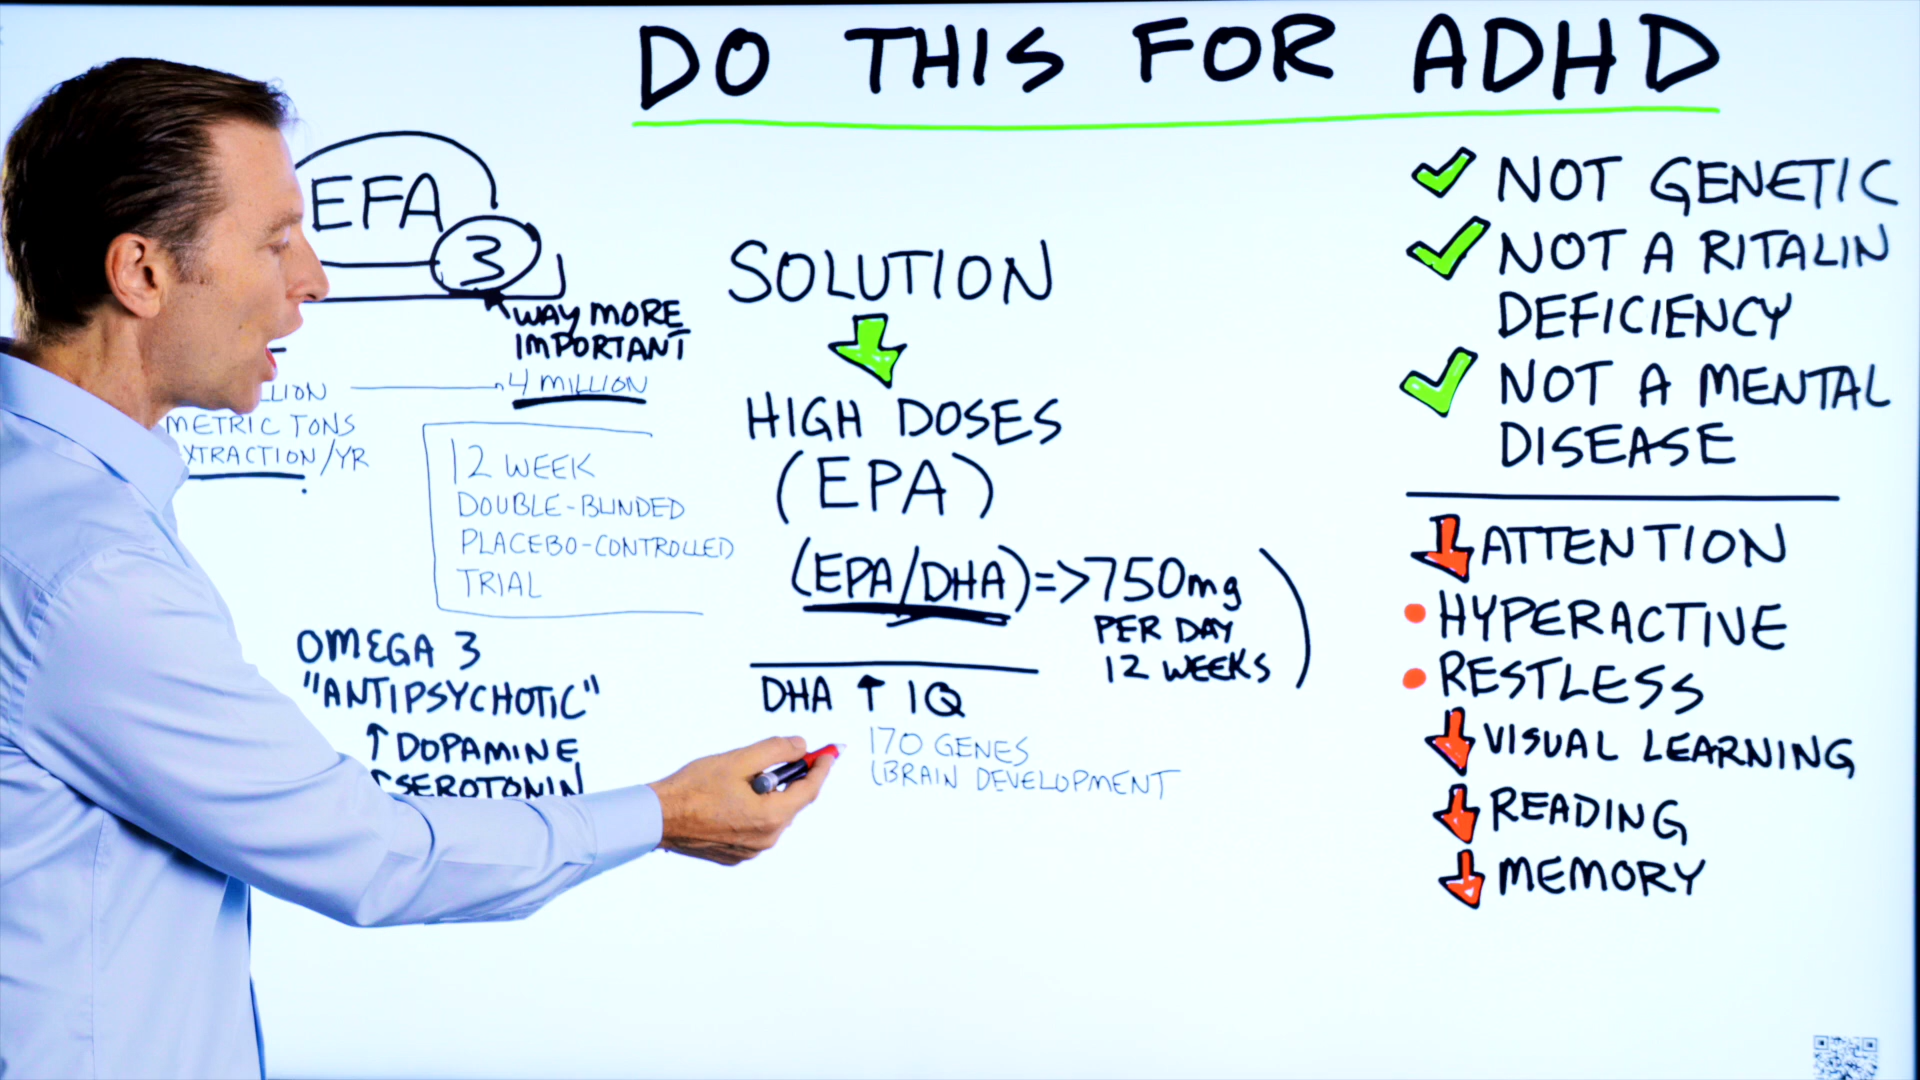 DO THIS FOR ADHD
EFA
3
WAY MORE
IMPORTANT
4 MILLION
METRIC TONS
/YR
12 WEEK
DOUBLE-BLINDED
PLACEBO-CONTROLLED
TRIAL
OMEGA 3
"ANTIPSYCHOTIC"
↑ DOPAMINE
↑ SEROTONIN
SOLUTION
HIGH DOSES
(EPA)
(EPA/DHA) => 750mg
PER DAY
12 WEEKS
DHA ↑ IQ
170 GENES
BRAIN DEVELOPMENT
NOT GENETIC
NOT A RITALIN
DEFICIENCY
NOT A MENTAL
DISEASE
ATTENTION
HYPERACTIVE
RESTLESS
VISUAL LEARNING
READING
MEMORY